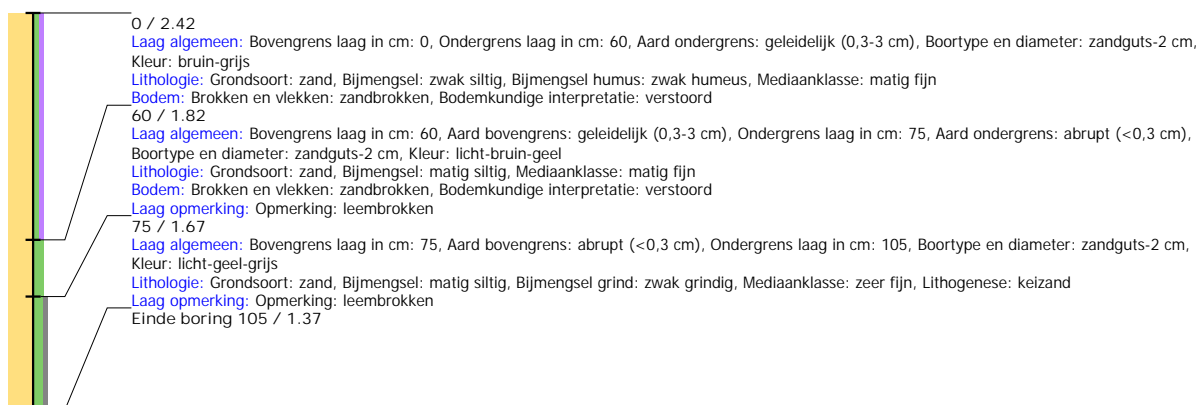 0 / 2.42
Laag algemeen: Bovengrens laag in cm: 0, Ondergrens laag in cm: 60, Aard ondergrens: geleidelijk (0,3-3 cm), Boortype en diameter: zandguts-2 cm,
Kleur: bruin-grijs
Lithologie: Grondsoort: zand, Bijmengsel: zwak siltig, Bijmengsel humus: zwak humeus, Mediaanklasse: matig fijn
Bodem: Brokken en vlekken: zandbrokken, Bodemkundige interpretatie: verstoord
60 / 1.82
Laag algemeen: Bovengrens laag in cm: 60, Aard bovengrens: geleidelijk (0,3-3 cm), Ondergrens laag in cm: 75, Aard ondergrens: abrupt (<0,3 cm),
Boortype en diameter: zandguts-2 cm, Kleur: licht-bruin-geel
Lithologie: Grondsoort: zand, Bijmengsel: matig siltig, Mediaanklasse: matig fijn
Bodem: Brokken en vlekken: zandbrokken, Bodemkundige interpretatie: verstoord
Laag opmerking: Opmerking: leembrokken
75 / 1.67
Laag algemeen: Bovengrens laag in cm: 75, Aard bovengrens: abrupt (<0,3 cm), Ondergrens laag in cm: 105, Boortype en diameter: zandguts-2 cm,
Kleur: licht-geel-grijs
Lithologie: Grondsoort: zand, Bijmengsel: matig siltig, Bijmengsel grind: zwak grindig, Mediaanklasse: zeer fijn, Lithogenese: keizand
Laag opmerking: Opmerking: leembrokken
Einde boring 105 / 1.37